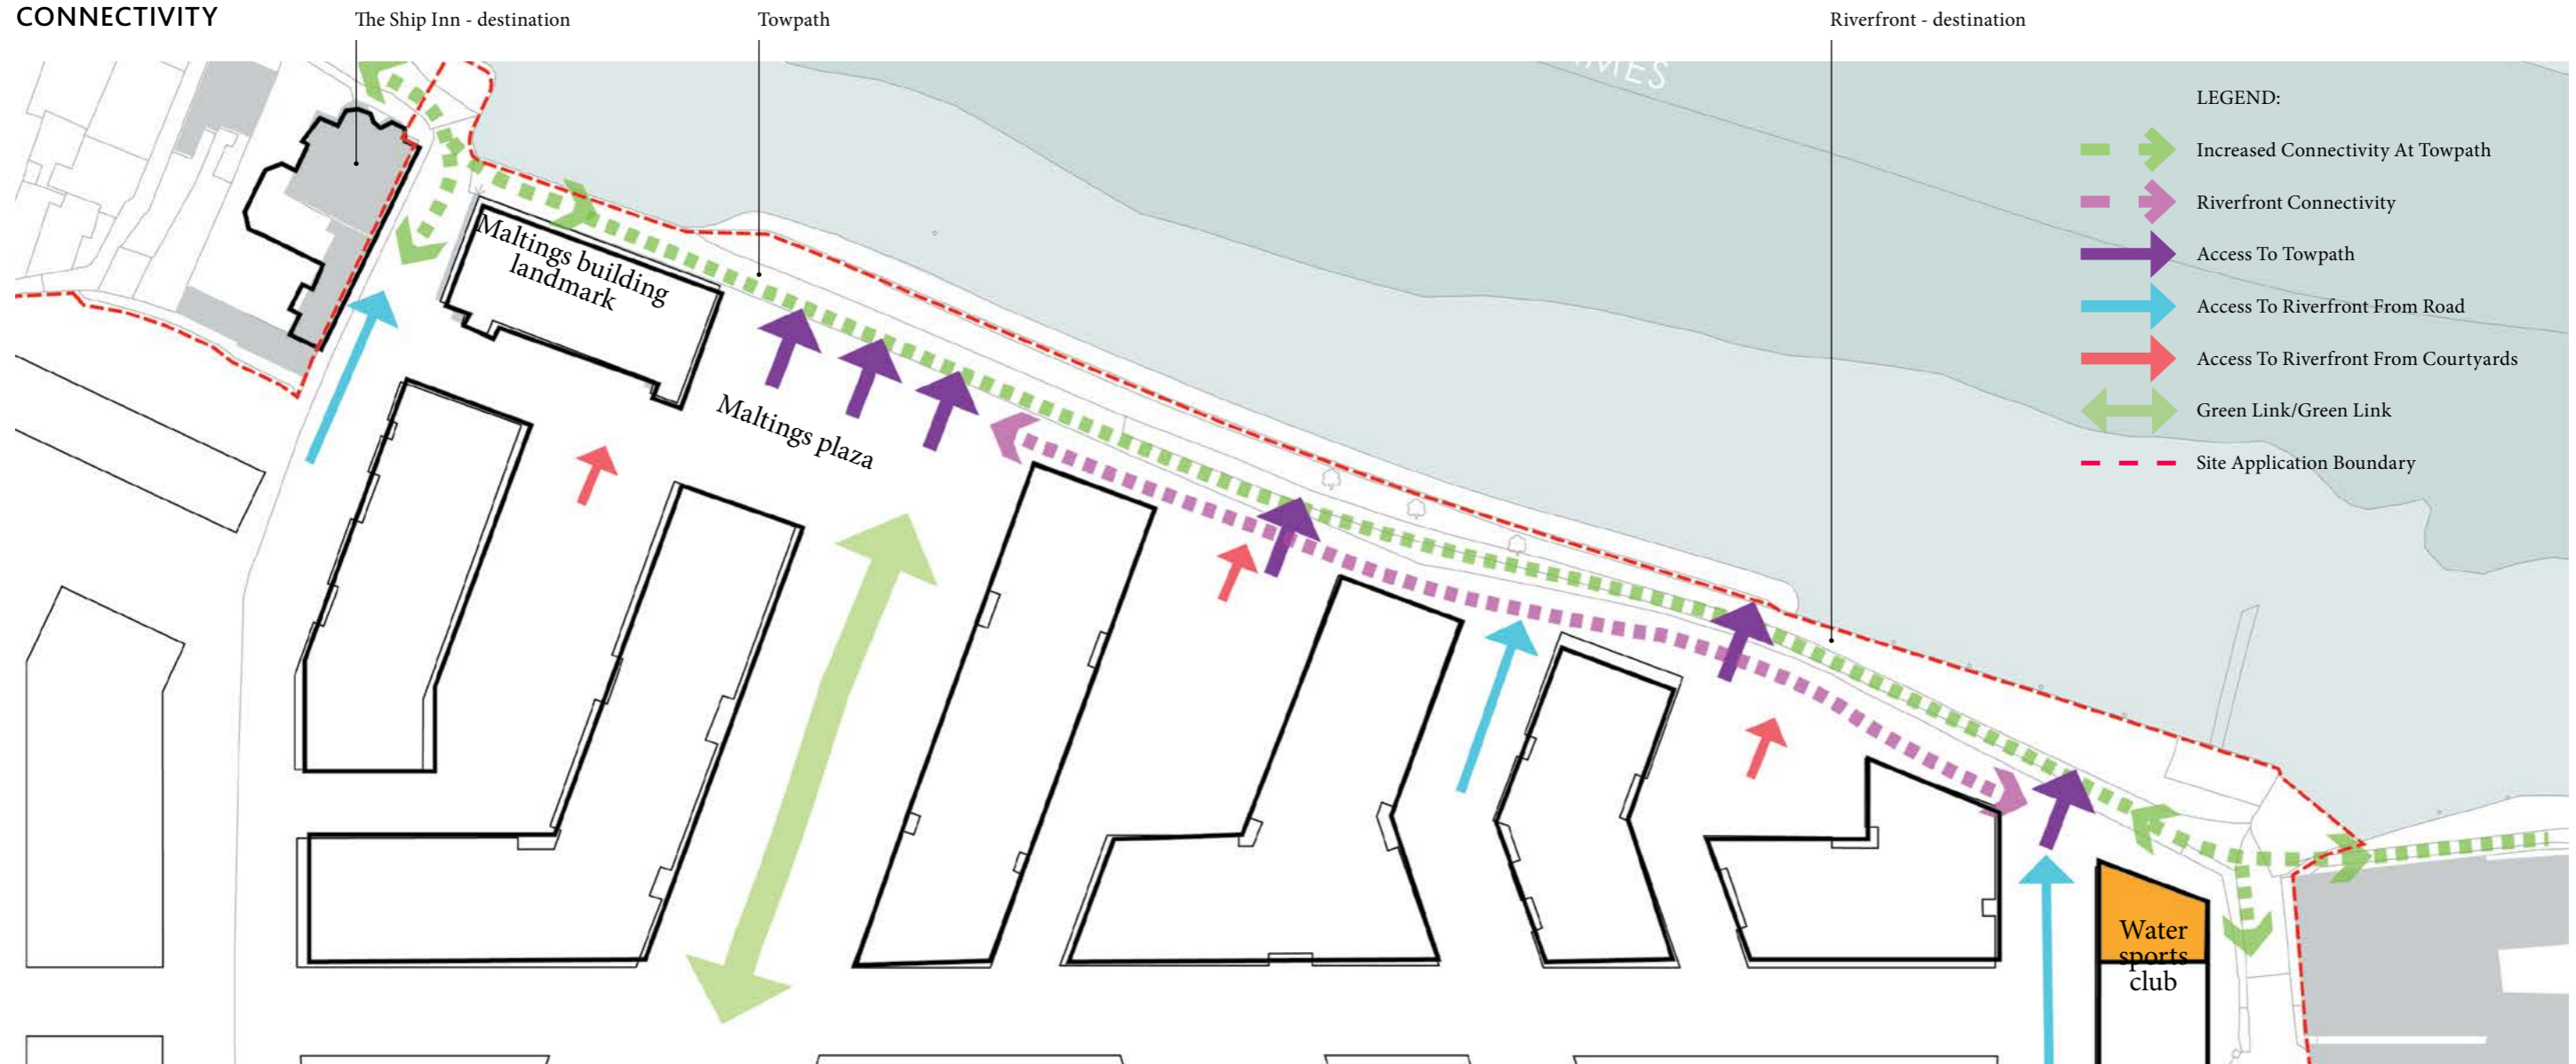 CONNECTIVITY
The Ship Inn - destination
Towpath
Riverfront - destination
LEGEND:
Increased Connectivity At Towpath
Riverfront Connectivity
Access To Towpath
Access To Riverfront From Road
Access To Riverfront From Courtyards
Green Link/Green Link
Site Application Boundary
Maltings building
landmark
Maltings plaza
Water
sports
club